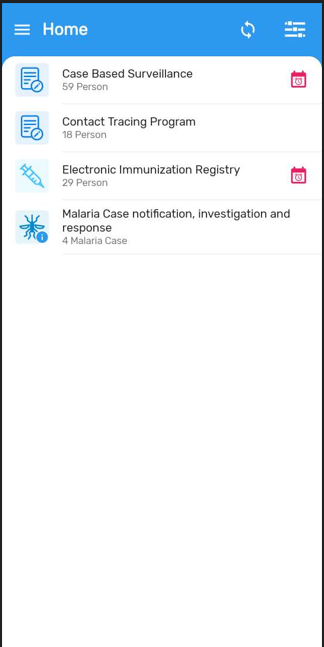 Home
Case Based Surveillance
59 Person
Contact Tracing Program
18 Person
Electronic Immunization Registry
29 Person
Malaria Case notification, investigation and
response
4 Malaria Case
i